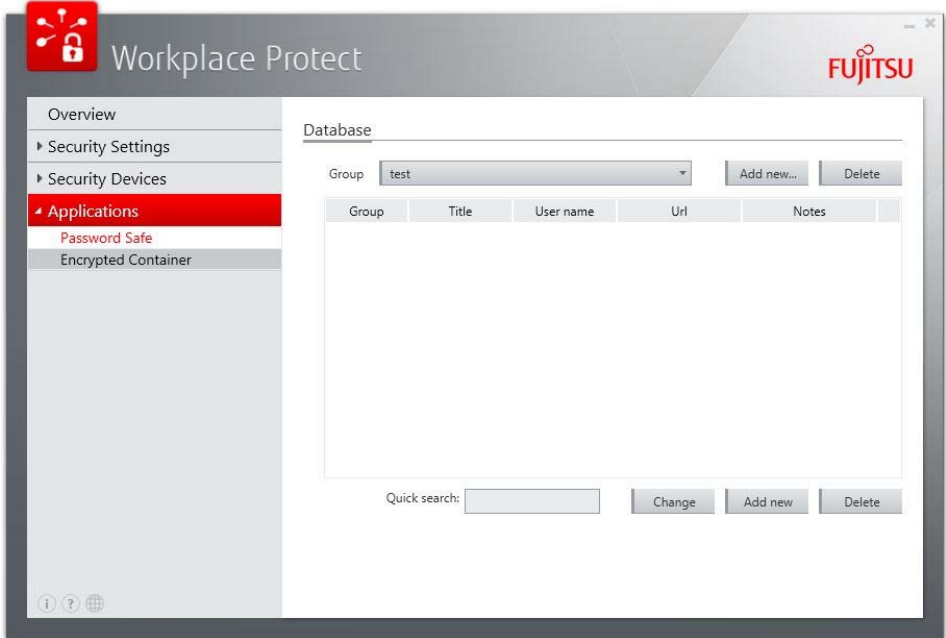 Workplace Protect
FUJITSU
Overview
Security Settings
Security Devices
Applications
Password Safe
Encrypted Container
Database
Group test Add new... Delete
Group Title User name Url Notes
Quick search: Change Add new Delete